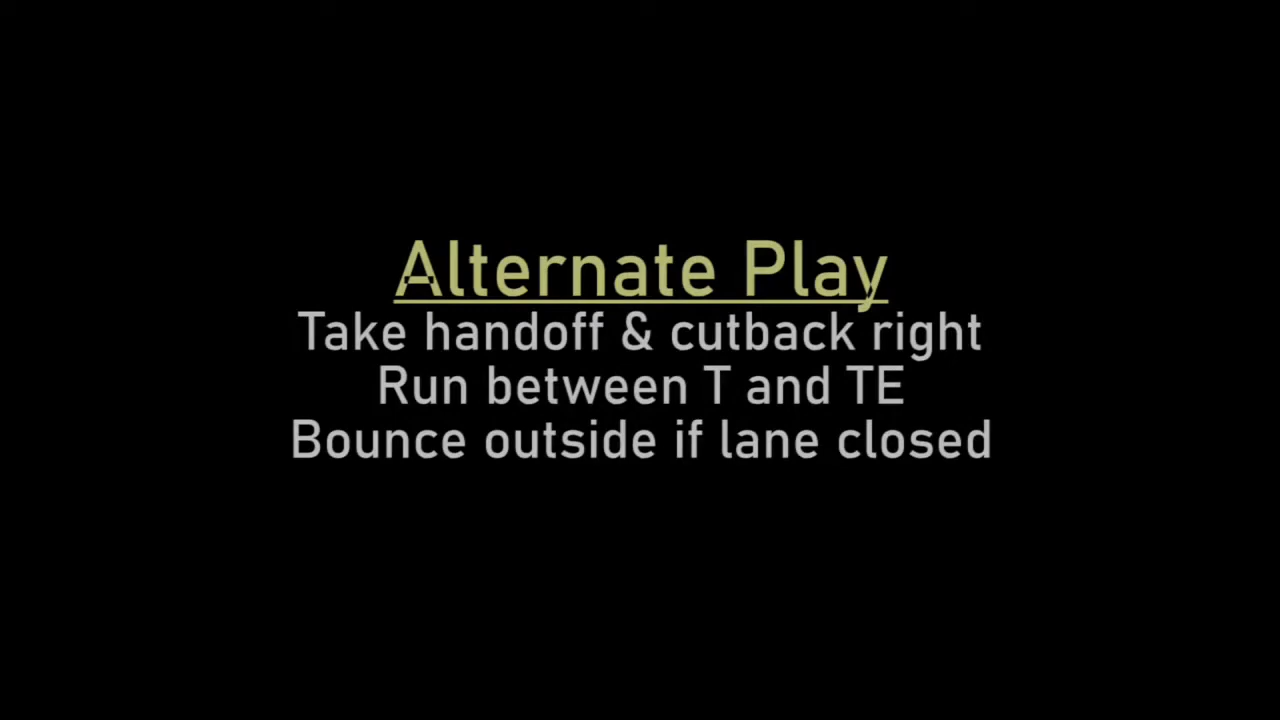 Alternate Play
Take handoff & cutback right
Run between T and TE
Bounce outside if lane closed